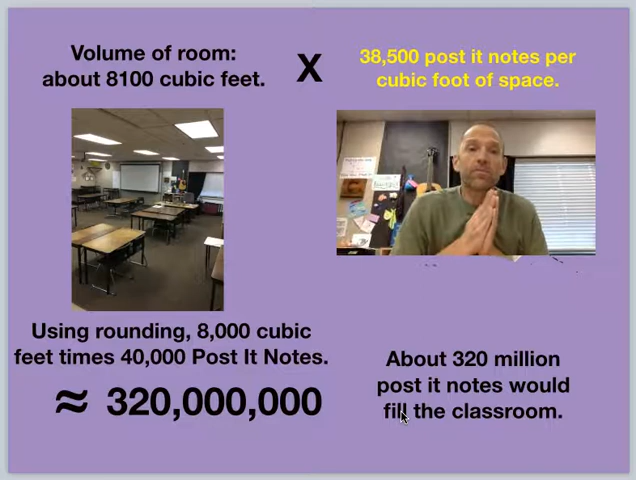 Volume of room:
about 8100 cubic feet.
X
38,500 post it notes per
cubic foot of space.
Using rounding, 8,000 cubic
feet times 40,000 Post It Notes.
≈ 320,000,000
About 320 million
post it notes would
fill the classroom.